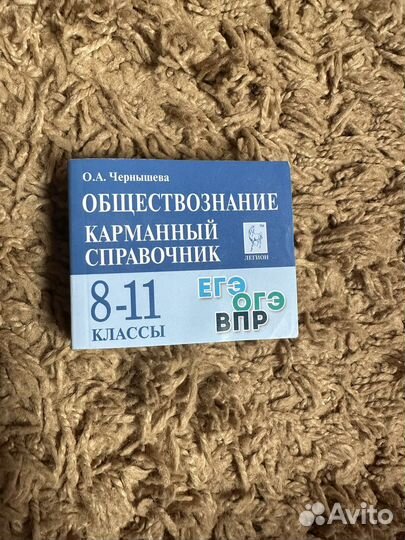 О.А. Чернышева
ОБЩЕСТВОЗНАНИЕ
КАРМАННЫЙ
СПРАВОЧНИК
ЛЕГИОН
8-11
КЛАССЫ
ЕГЭ
ОГЭ
ВПР
Avito